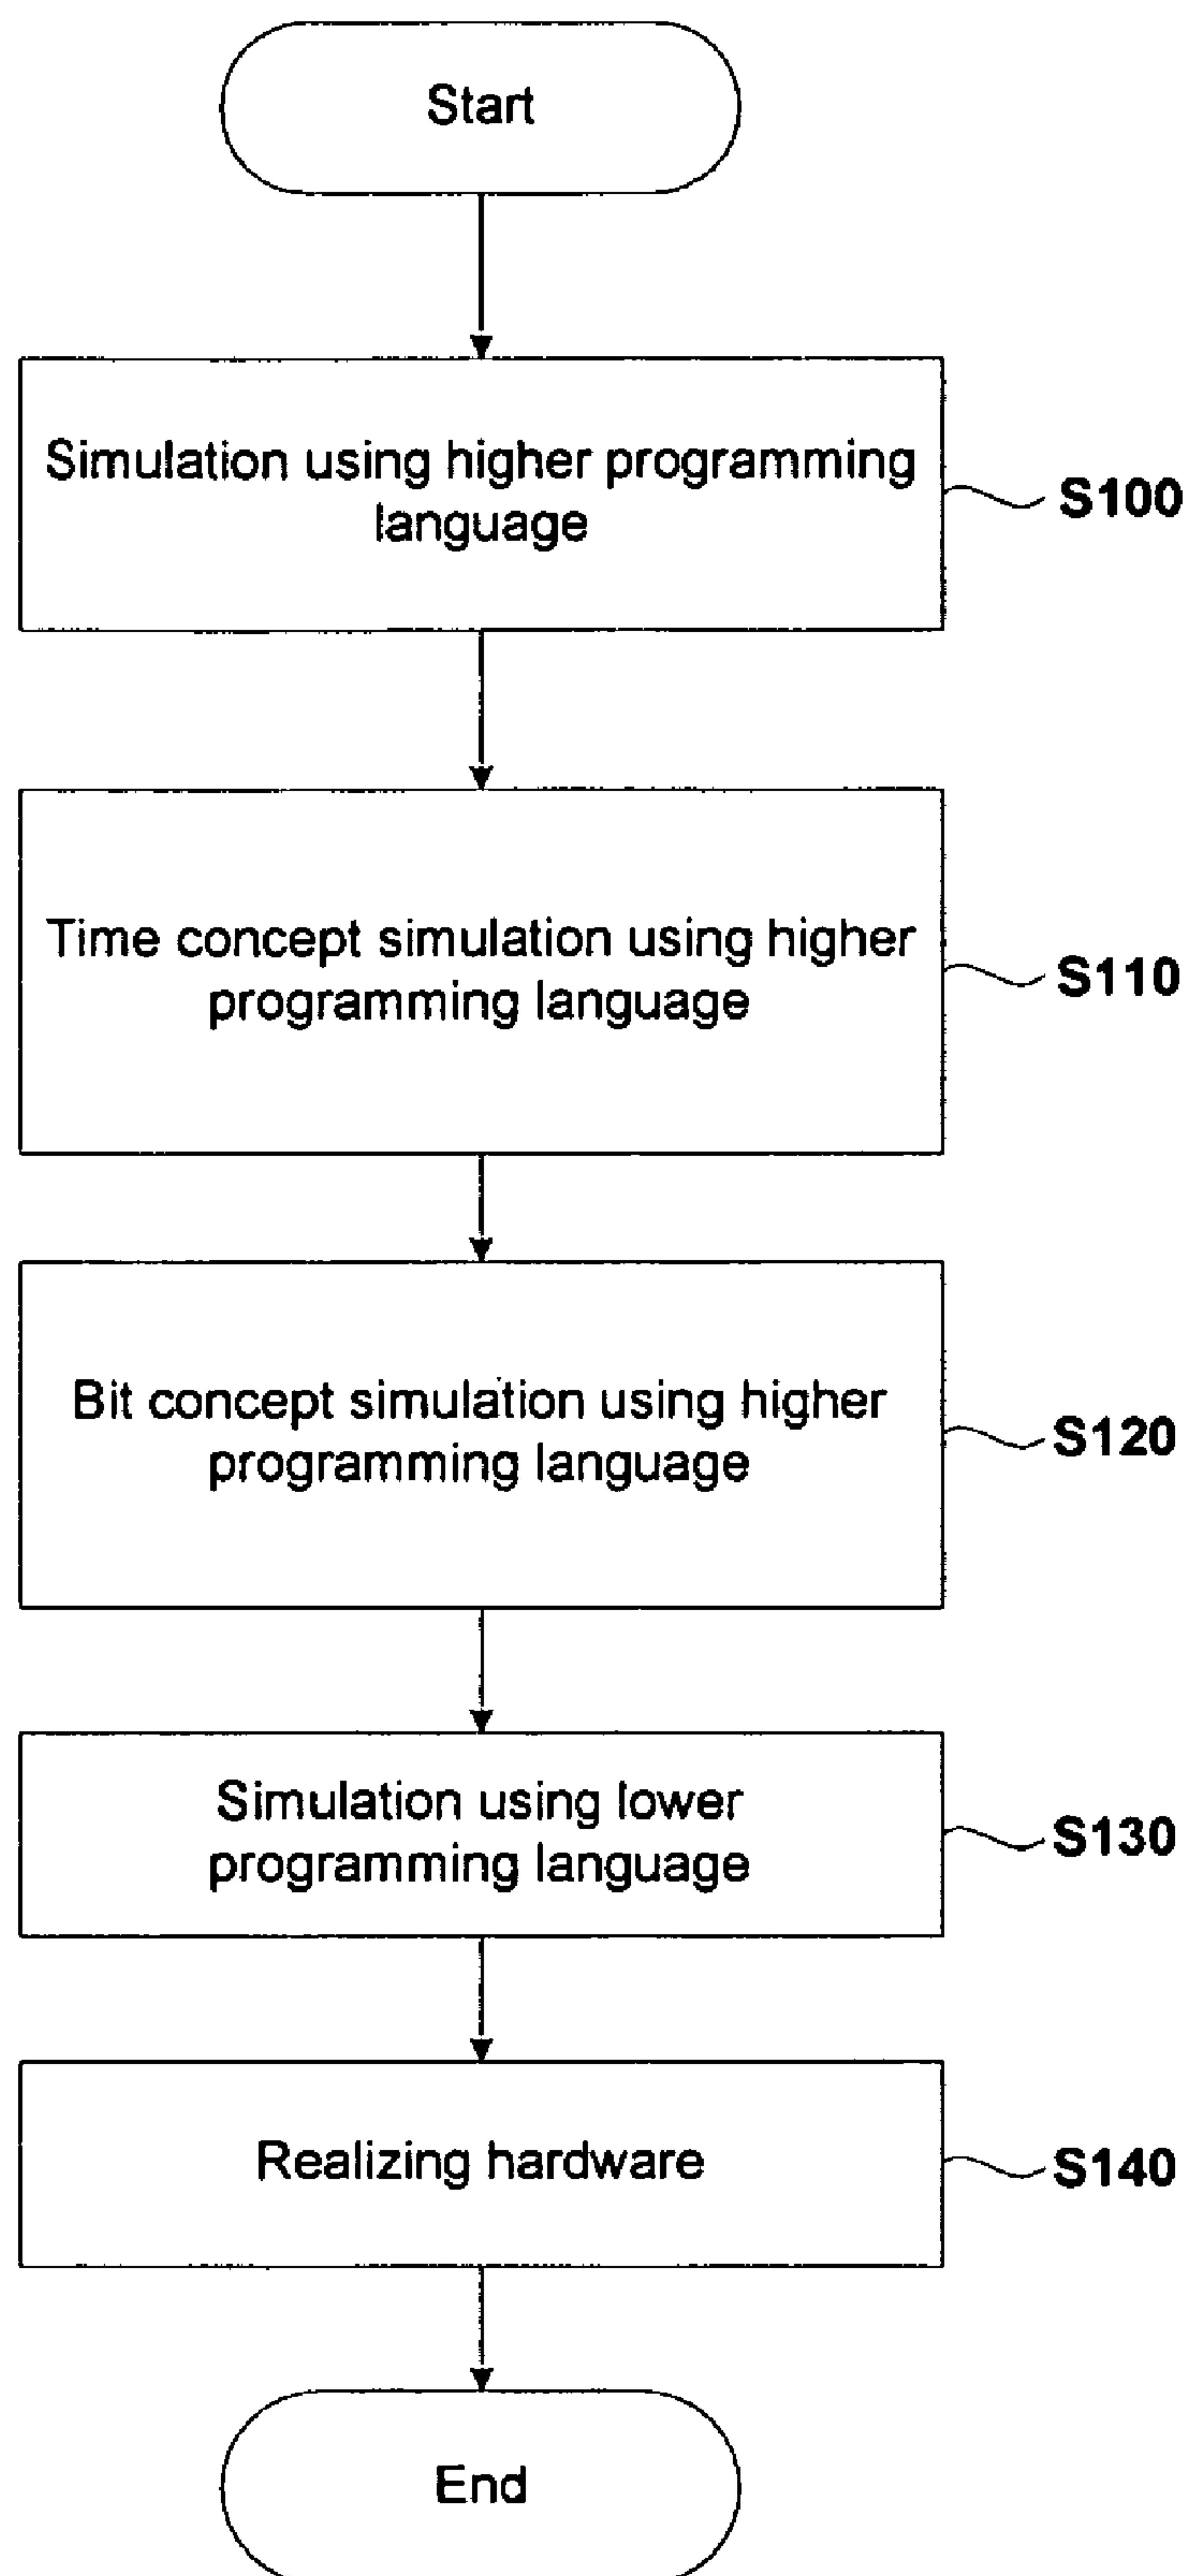 Start
Simulation using higher programming
language
S100
Time concept simulation using higher
programming language
S110
Bit concept simulation using higher
programming language
S120
Simulation using lower
programming language
S130
Realizing hardware
S140
End